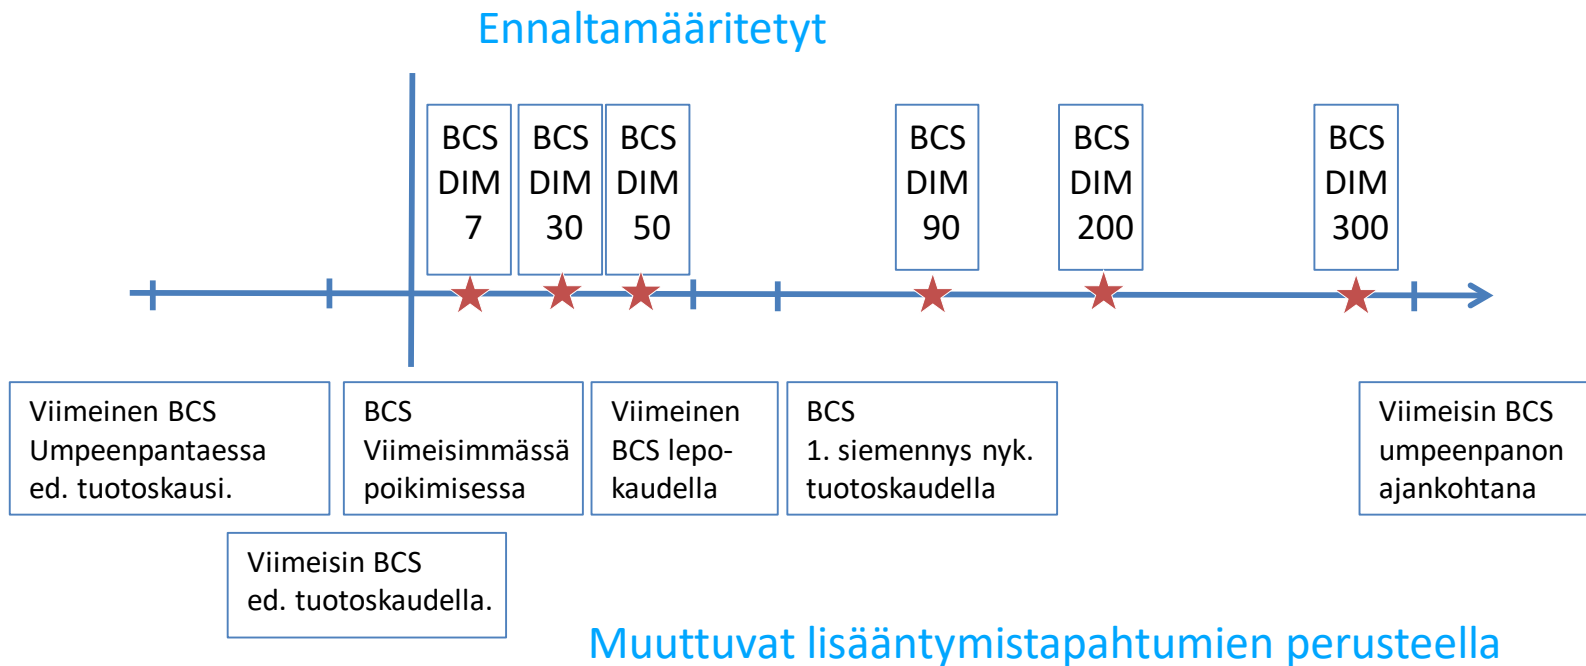 Ennaltamääritetyt
BCS
DIM
7
BCS
DIM
30
BCS
DIM
50
BCS
DIM
90
BCS
DIM
200
BCS
DIM
300
Viimeinen BCS
Umpeenpantaessa
ed. tuotoskausi.
BCS
Viimeisimmässä
poikimisessa
Viimeinen
BCS lepo-
kaudella
BCS
1. siemennys nyk.
tuotoskaudella
Viimeisin BCS
umpeenpanon
ajankohtana
Viimeisin BCS
ed. tuotoskaudella.
Muuttuvat lisääntymistapahtumien perusteella